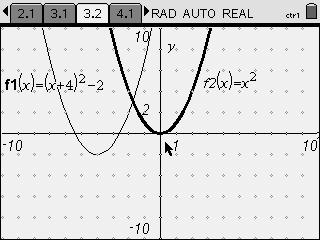 2.1 3.1 3.2 4.1 RAD AUTO REAL
10 y
f1(x)=(x+4)²−2 f2(x)=x²
2
-10 1 10
-10